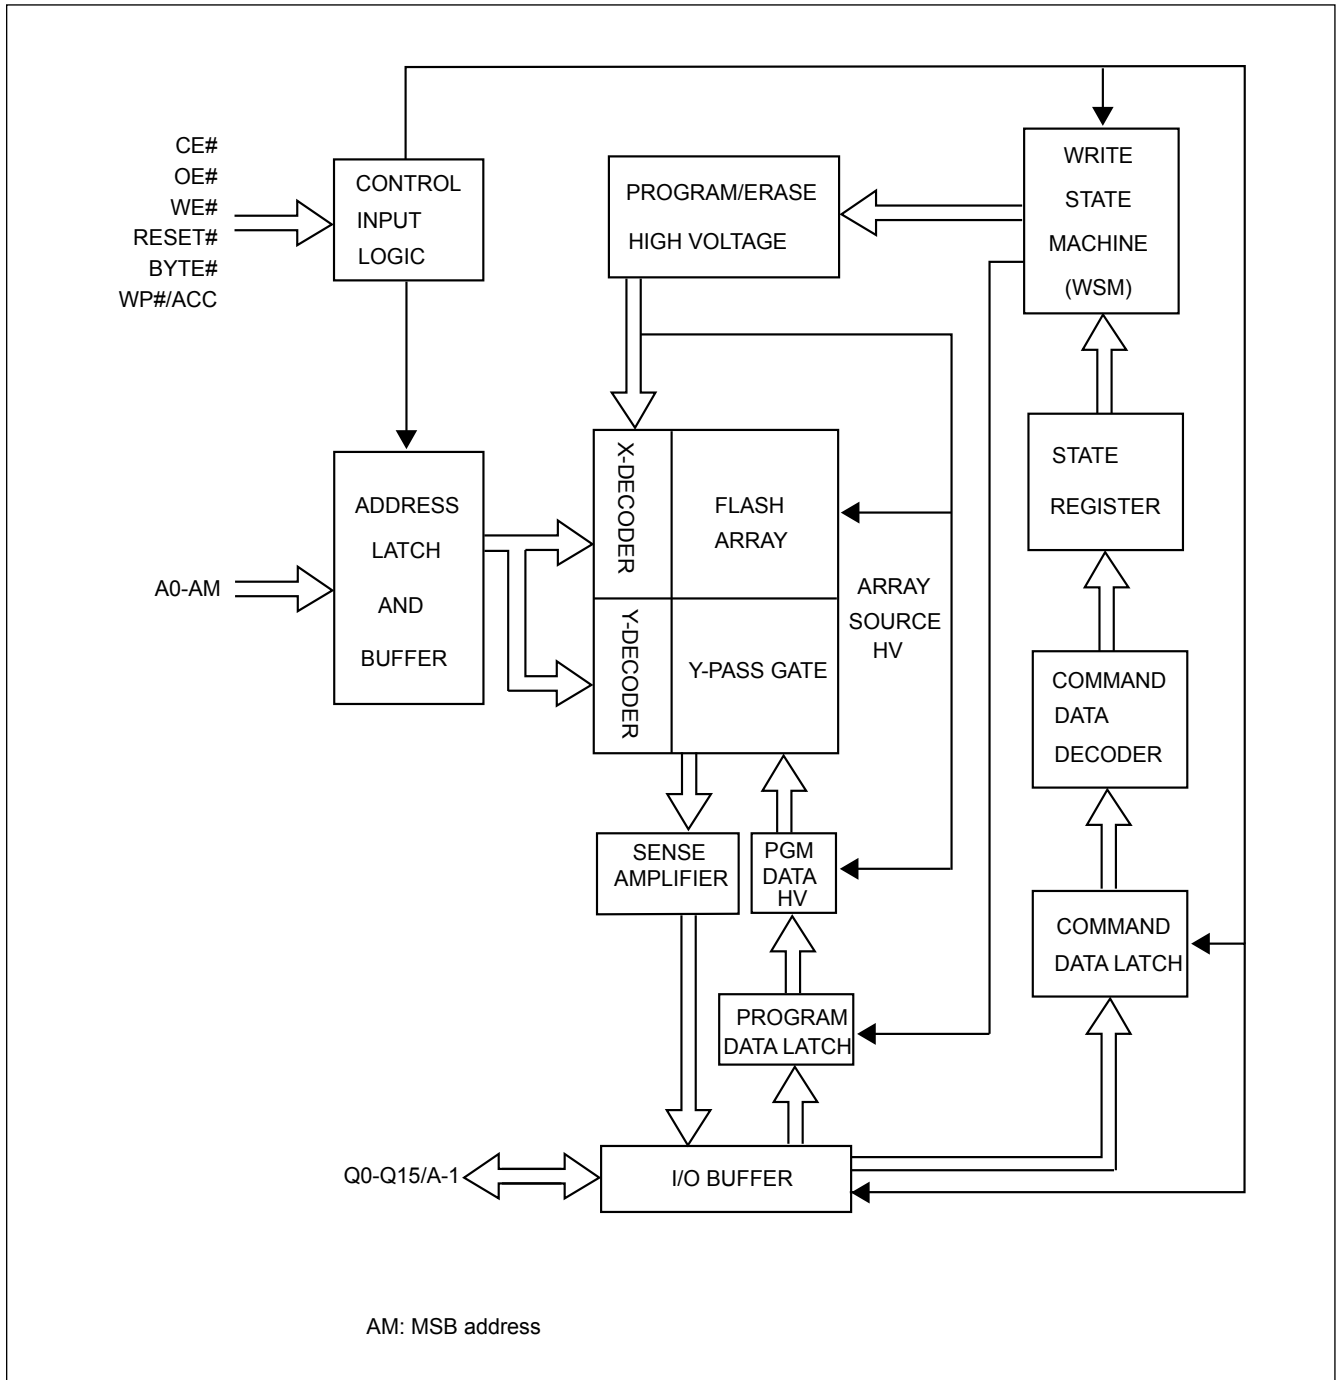 CE#
OE#
WE#
RESET#
BYTE#
WP#/ACC
CONTROL
INPUT
LOGIC
PROGRAM/ERASE
HIGH VOLTAGE
WRITE
STATE
MACHINE
(WSM)
A0-AM
ADDRESS
LATCH
AND
BUFFER
X-DECODER
FLASH
ARRAY
Y-DECODER
Y-PASS GATE
ARRAY
SOURCE
HV
STATE
REGISTER
COMMAND
DATA
DECODER
SENSE
AMPLIFIER
PGM
DATA
HV
COMMAND
DATA LATCH
PROGRAM
DATA LATCH
Q0-Q15/A-1
I/O BUFFER
AM: MSB address